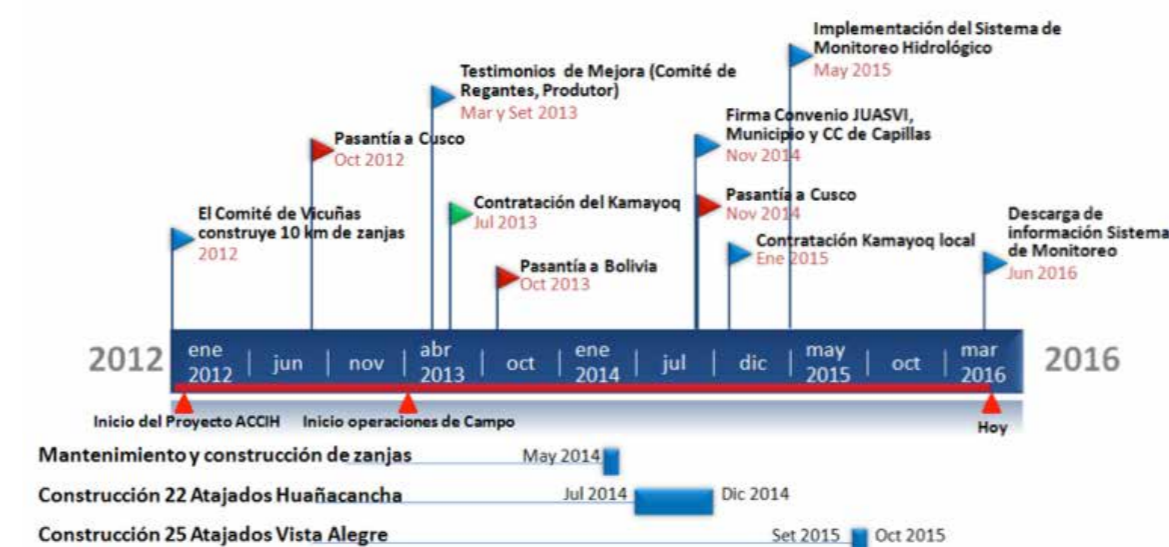 Implementación del Sistema de
Monitoreo Hidrológico
May 2015
Testimonios de Mejora (Comité de
Regantes, Produtor)
Mar y Set 2013
Firma Convenio JUASVI,
Municipio y CC de Capillas
Nov 2014
Pasantía a Cusco
Oct 2012
Pasantía a Cusco
Nov 2014
Contratación del Kamayoq
Jul 2013
El Comité de Vicuñas
construye 10 km de zanjas
2012
Descarga de
información Sistema
de Monitoreo
Jun 2016
Contratación Kamayoq local
Ene 2015
Pasantía a Bolivia
Oct 2013
2012
ene
2012
jun
nov
abr
2013
oct
ene
2014
jul
dic
may
2015
oct
mar
2016
2016
Inicio del Proyecto ACCIH
Inicio operaciones de Campo
Hoy
Mantenimiento y construcción de zanjas
May 2014
Construcción 22 Atajados Huañacancha
Jul 2014
Dic 2014
Construcción 25 Atajados Vista Alegre
Set 2015
Oct 2015